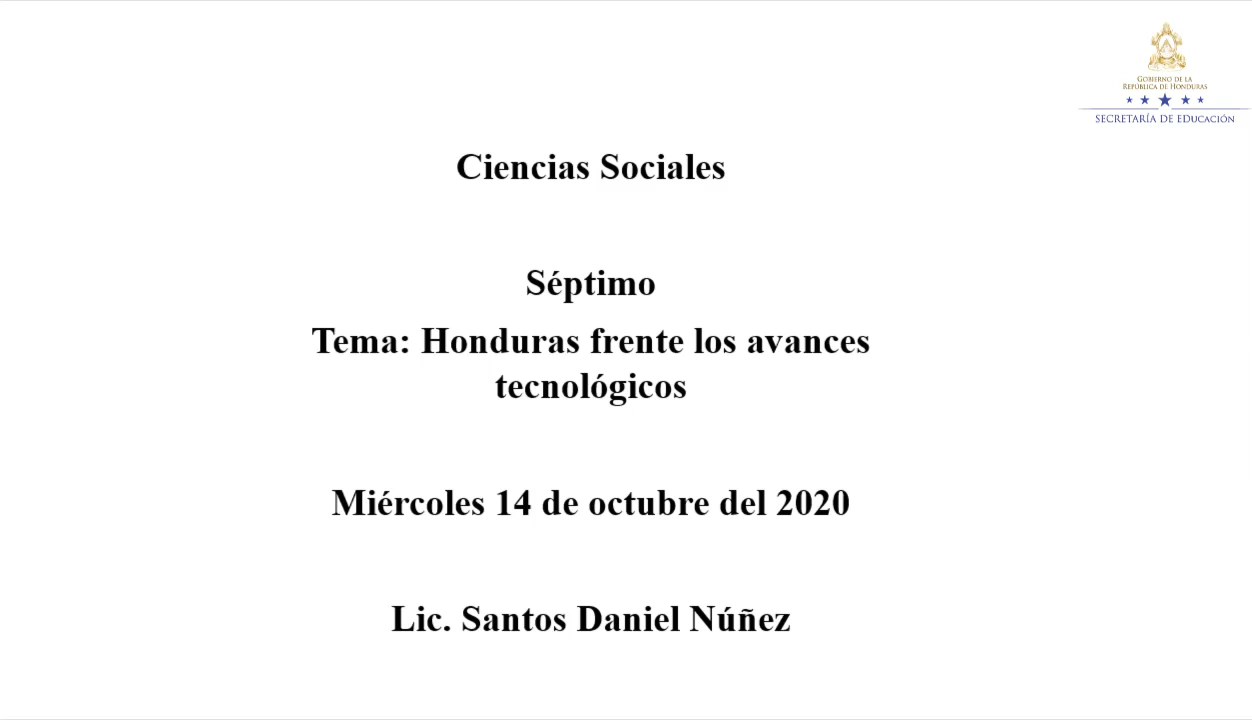 GOBIERNO DE LA
REPÚBLICA DE HONDURAS
SECRETARÍA DE EDUCACIÓN
Ciencias Sociales
Séptimo
Tema: Honduras frente los avances
tecnológicos
Miércoles 14 de octubre del 2020
Lic. Santos Daniel Núñez